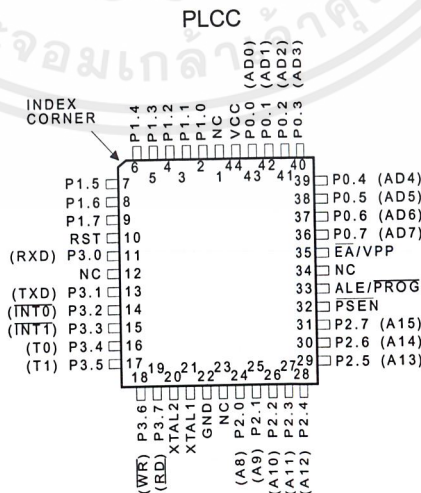 PLCC
INDEX
CORNER
P1.4
P1.3
P1.2
P1.1
P1.0
NC
VCC
P0.0 (AD0)
P0.1 (AD1)
P0.2 (AD2)
P0.3 (AD3)
6 5 4 3 2 1 44 43 42 41 40
P1.5 7
P1.6 8
P1.7 9
RST 10
(RXD) P3.0 11
NC 12
(TXD) P3.1 13
(INT0) P3.2 14
(INT1) P3.3 15
(T0) P3.4 16
(T1) P3.5 17
39 P0.4 (AD4)
38 P0.5 (AD5)
37 P0.6 (AD6)
36 P0.7 (AD7)
35 EA/VPP
34 NC
33 ALE/PROG
32 PSEN
31 P2.7 (A15)
30 P2.6 (A14)
29 P2.5 (A13)
18 19 20 21 22 23 24 25 26 27 28
(WR) P3.6
(RD) P3.7
XTAL2
XTAL1
GND
NC
(A8) P2.0
(A9) P2.1
(A10) P2.2
(A11) P2.3
(A12) P2.4